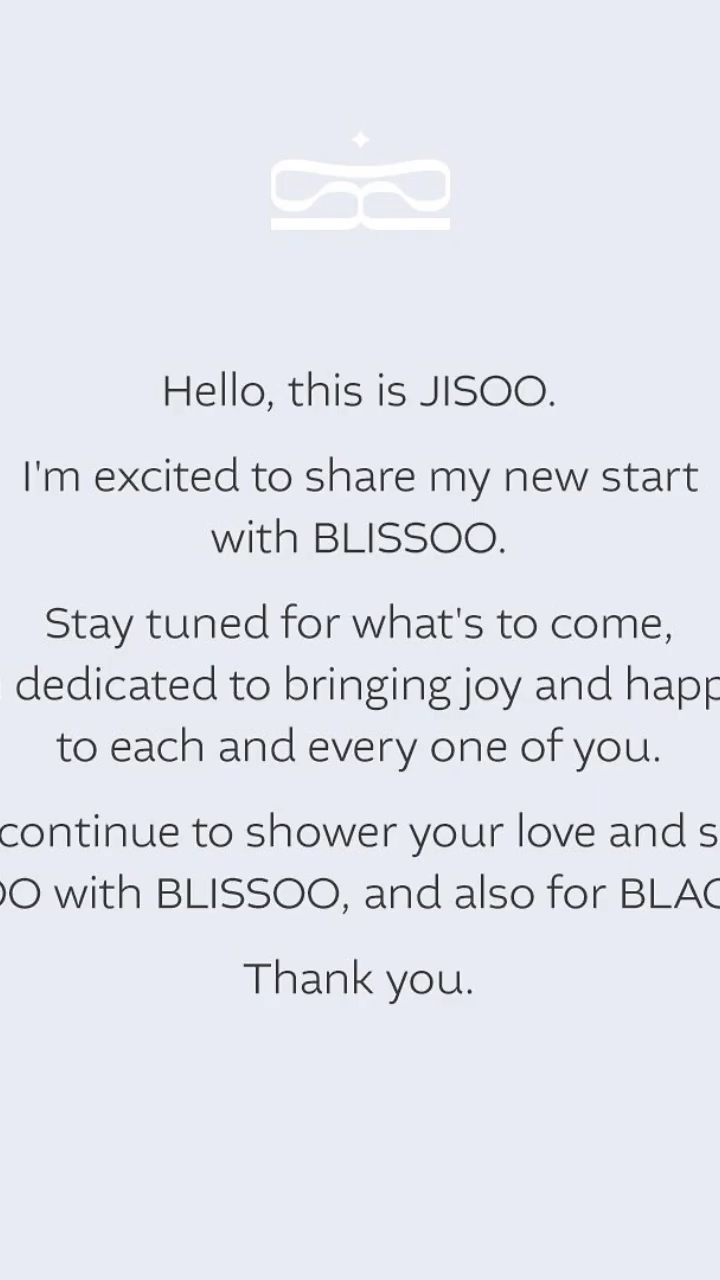 Hello, this is JISOO.
I'm excited to share my new start
with BLISSOO.
Stay tuned for what's to come,
dedicated to bringing joy and happ
to each and every one of you.
continue to shower your love and s
OO with BLISSOO, and also for BLAC
Thank you.